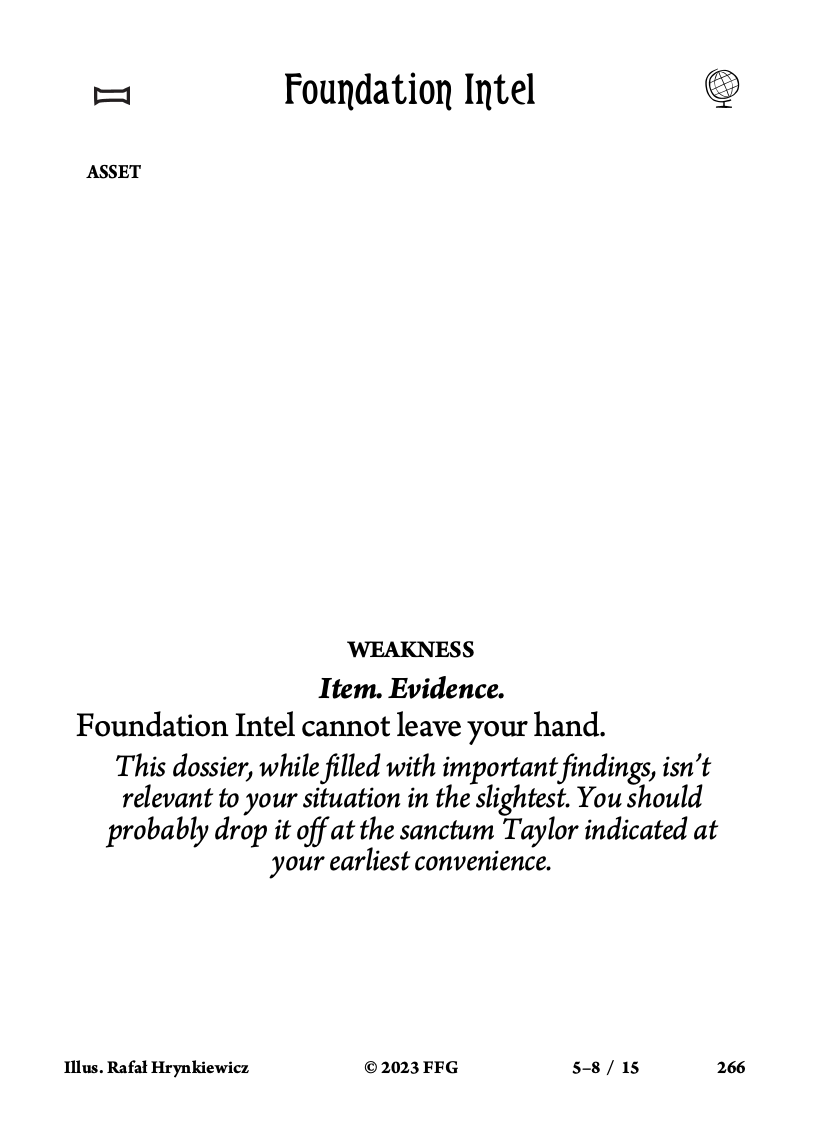 Foundation Intel
ASSET
WEAKNESS
Item. Evidence.
Foundation Intel cannot leave your hand.
This dossier, while filled with important findings, isn’t
relevant to your situation in the slightest. You should
probably drop it off at the sanctum Taylor indicated at
your earliest convenience.
Illus. Rafał Hrynkiewicz © 2023 FFG 5–8 / 15 266